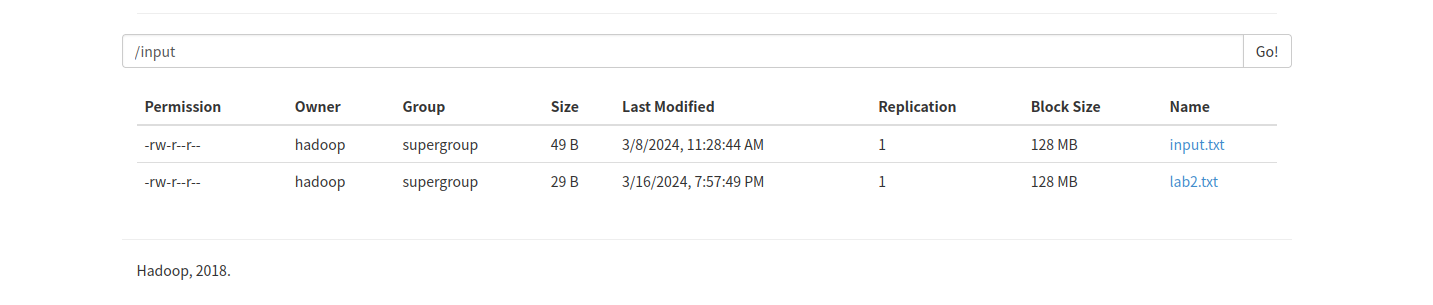 /input Go!
Permission Owner Group Size Last Modified Replication Block Size Name
-rw-r--r-- hadoop supergroup 49 B 3/8/2024, 11:28:44 AM 1 128 MB input.txt
-rw-r--r-- hadoop supergroup 29 B 3/16/2024, 7:57:49 PM 1 128 MB lab2.txt
Hadoop, 2018.